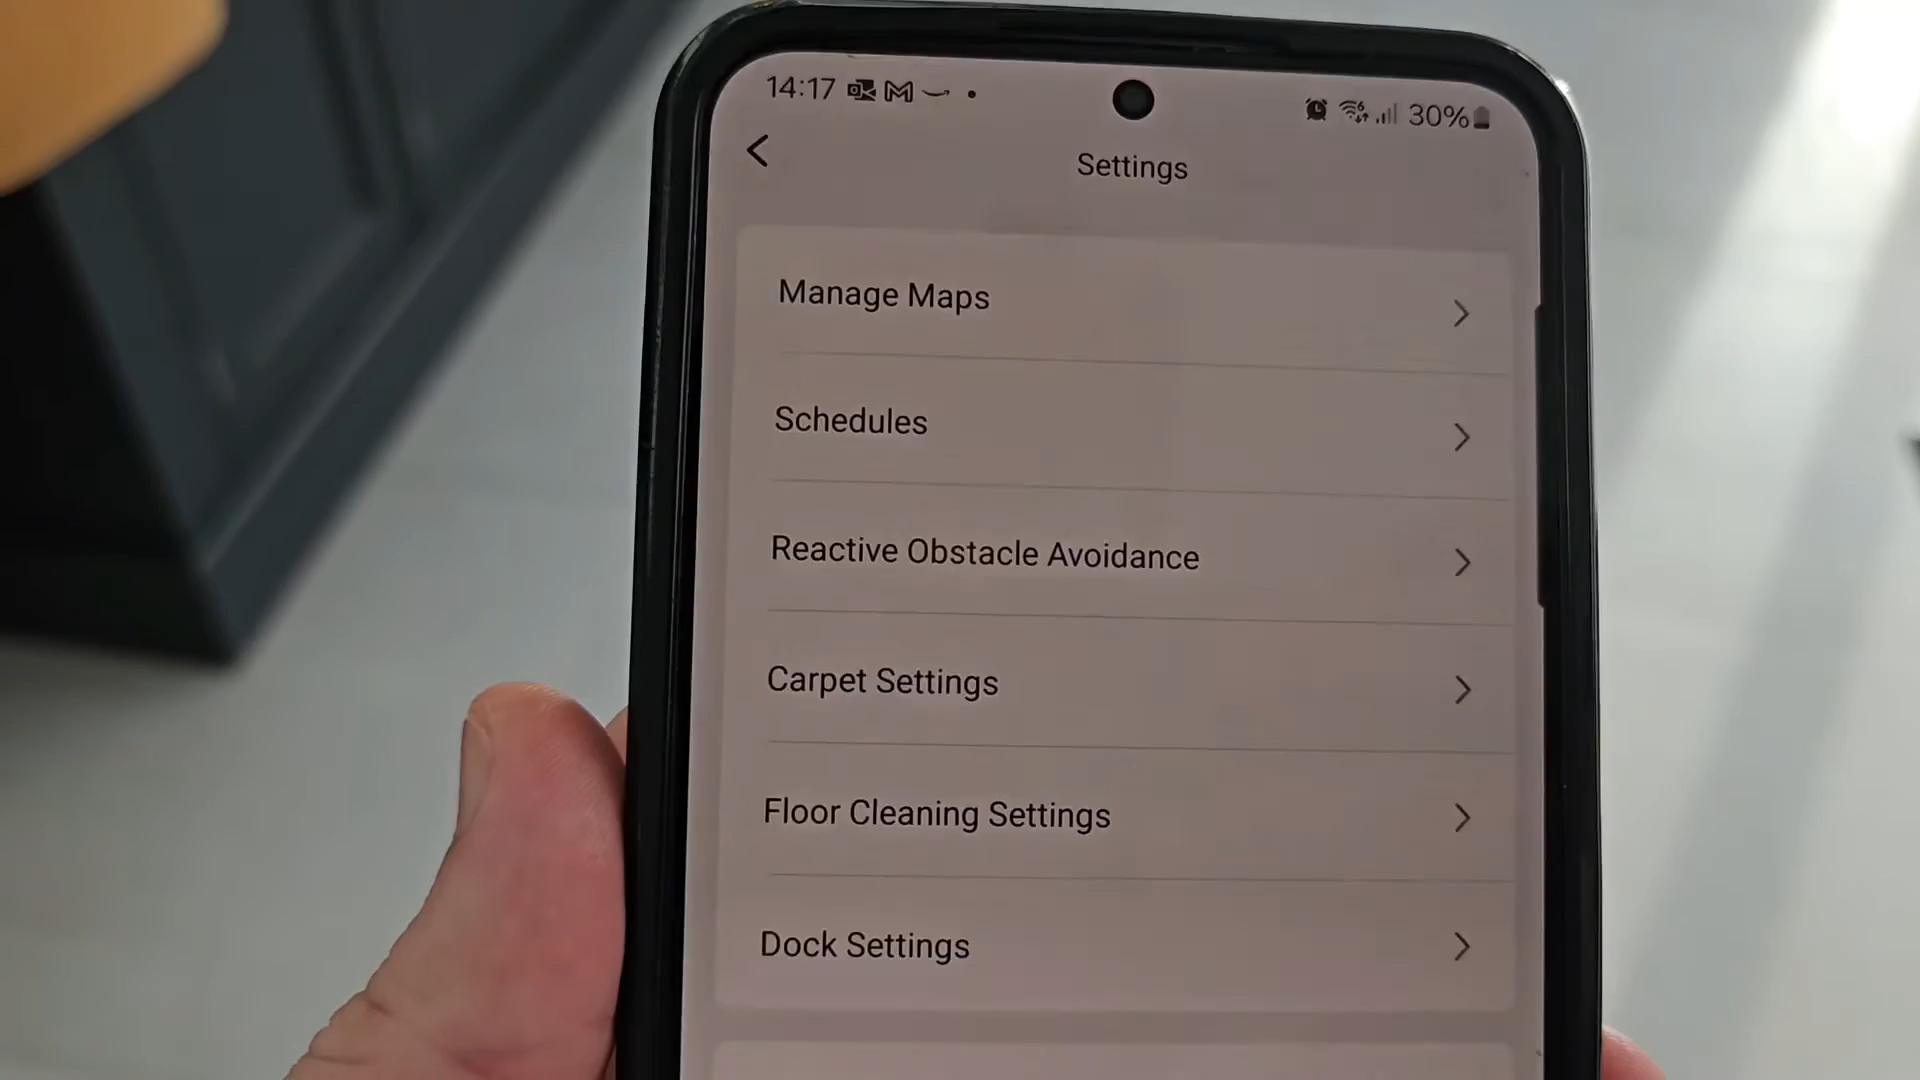 14:17 30%
Settings
Manage Maps
Schedules
Reactive Obstacle Avoidance
Carpet Settings
Floor Cleaning Settings
Dock Settings